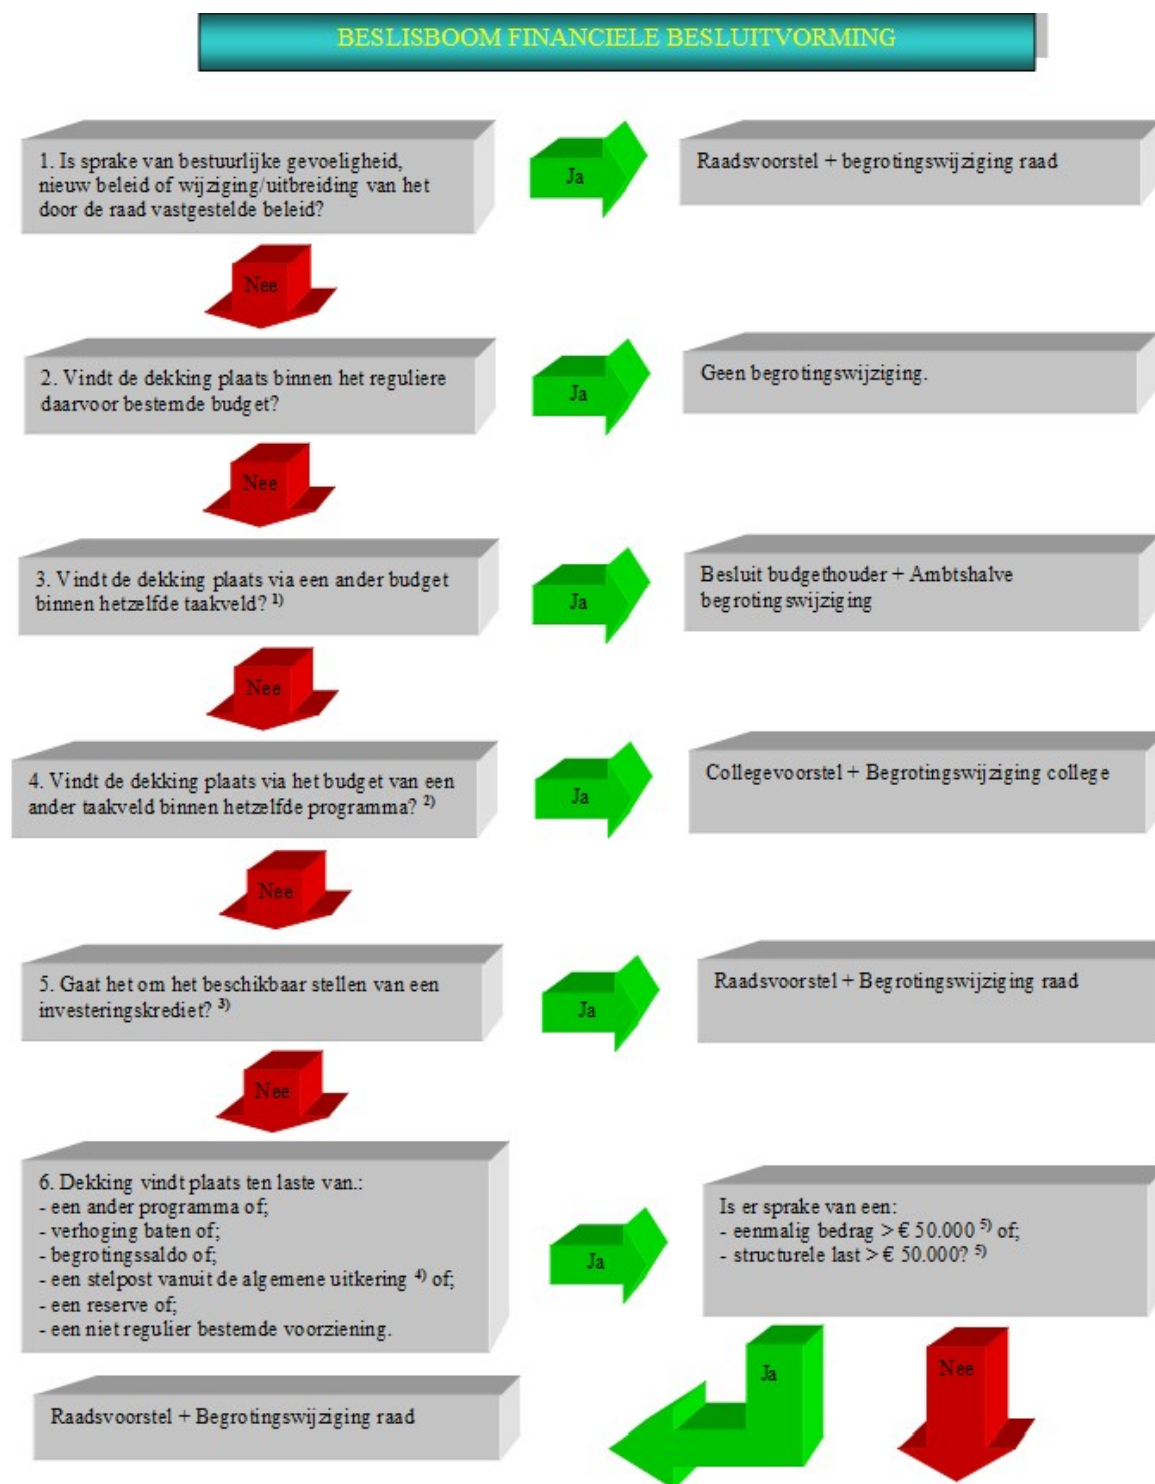 BESLISBOOM FINANCIELE BESLUITVORMING
1. Is sprake van bestuurlijke gevoeligheid,
nieuw beleid of wijziging/uitbreiding van het
door de raad vastgestelde beleid?
Ja
Raadsvoorstel + begrotingswijziging raad
Nee
2. Vindt de dekking plaats binnen het reguliere
daarvoor bestemde budget?
Ja
Geen begrotingswijziging.
Nee
3. Vindt de dekking plaats via een ander budget
binnen hetzelfde taakveld? 1)
Ja
Besluit budgethouder + Ambtshalve
begrotingswijziging
Nee
4. Vindt de dekking plaats via het budget van een
ander taakveld binnen hetzelfde programma? 2)
Ja
Collegevoorstel + Begrotingswijziging college
Nee
5. Gaat het om het beschikbaar stellen van een
investeringskrediet? 3)
Ja
Raadsvoorstel + Begrotingswijziging raad
Nee
6. Dekking vindt plaats ten laste van.:
- een ander programma of;
- verhoging baten of;
- begrotingssaldo of;
- een stelpost vanuit de algemene uitkering 4) of;
- een reserve of;
- een niet regulier bestemde voorziening.
Ja
Is er sprake van een:
- eenmalig bedrag > € 50.000 5) of;
- structurele last > € 50.000? 5)
Ja
Nee
Raadsvoorstel + Begrotingswijziging raad